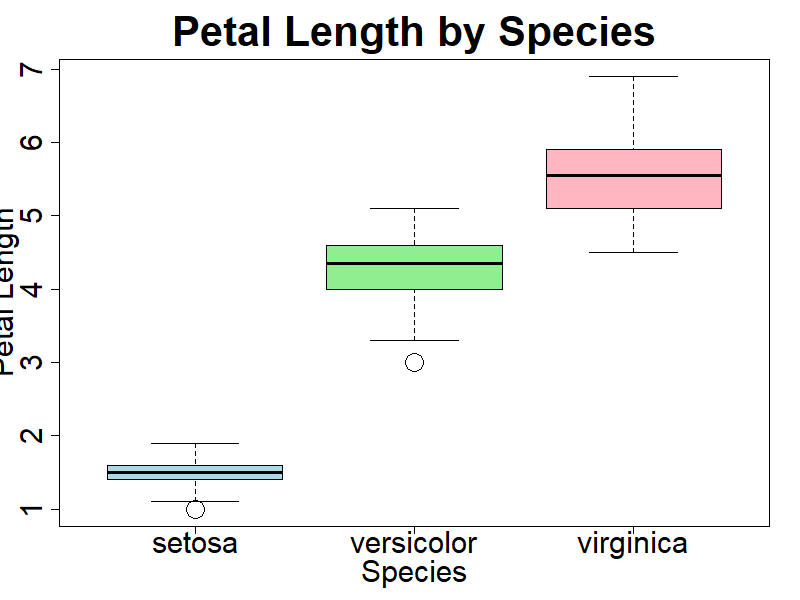 Petal Length by Species
Petal Length
7
6
5
4
3
2
1
setosa versicolor virginica
Species